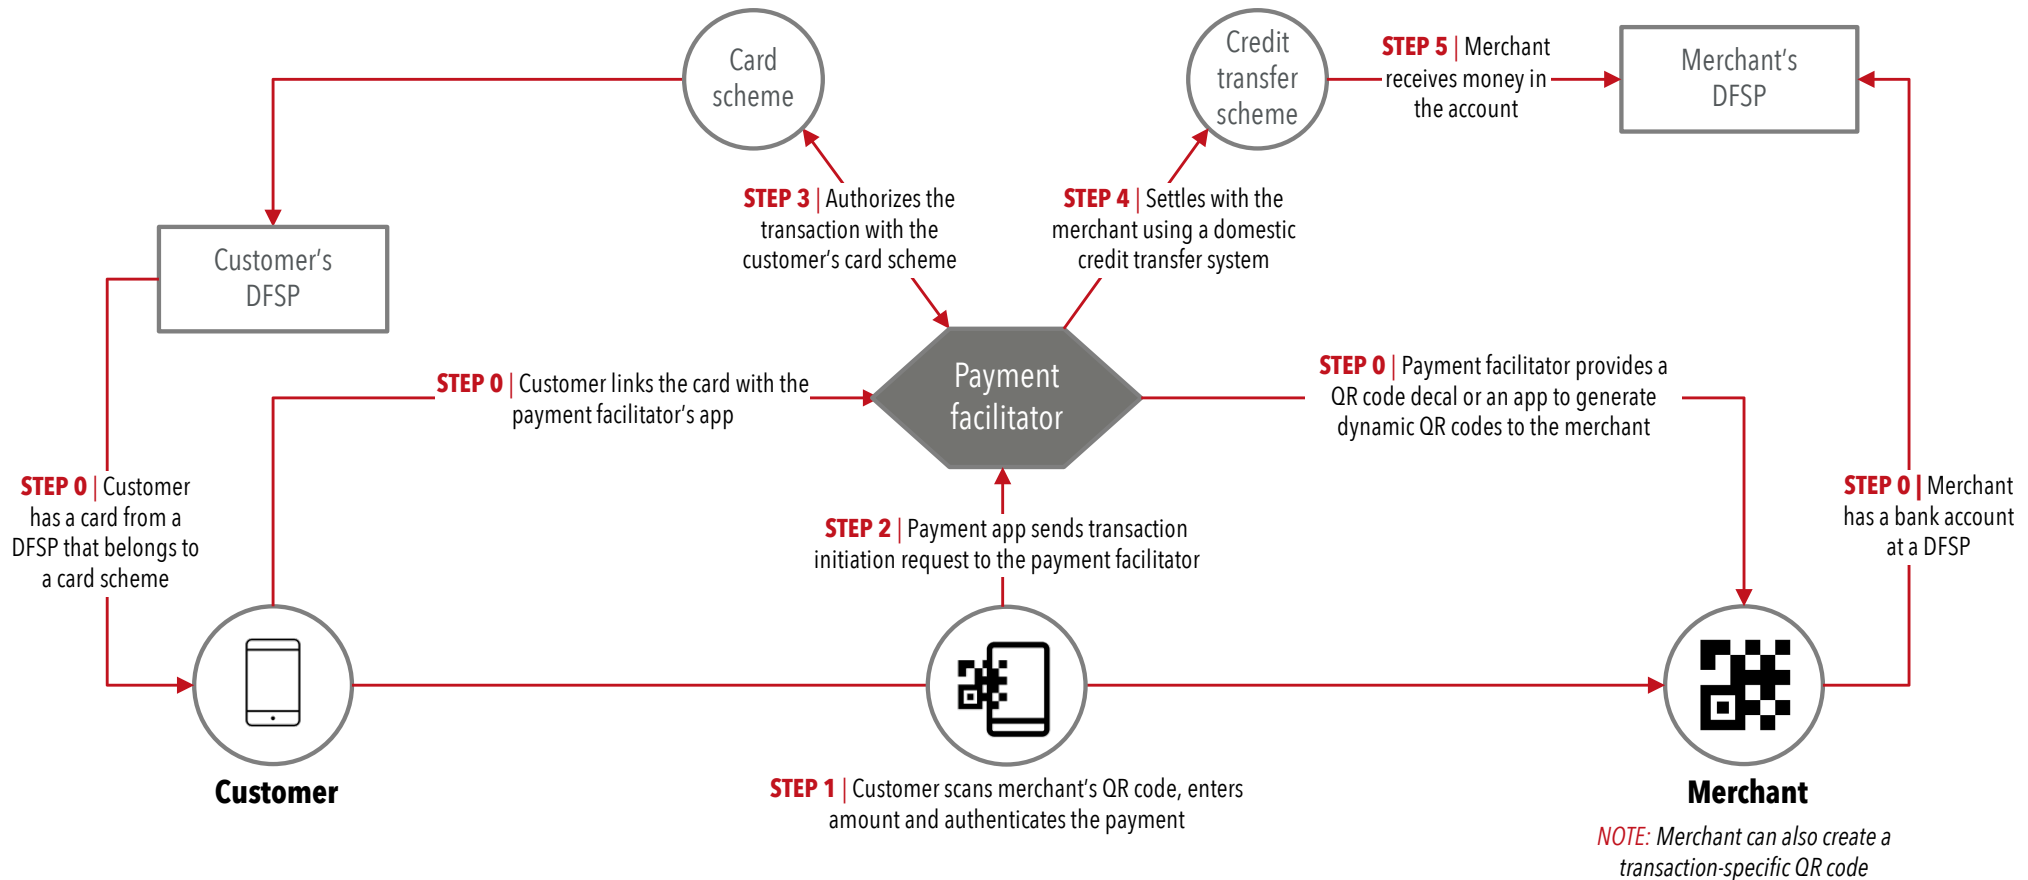 Card
scheme
Credit
transfer
scheme
STEP 5 | Merchant
receives money in
the account
Merchant's
DFSP
STEP 3 | Authorizes the
transaction with the
customer's card scheme
STEP 4 | Settles with the
merchant using a domestic
credit transfer system
Customer's
DFSP
STEP 0 | Customer links the card with the
payment facilitator's app
Payment
facilitator
STEP 0 | Payment facilitator provides a
QR code decal or an app to generate
dynamic QR codes to the merchant
STEP 0 | Customer
has a card from a
DFSP that belongs to
a card scheme
STEP 2 | Payment app sends transaction
initiation request to the payment facilitator
STEP 0 | Merchant
has a bank account
at a DFSP
Customer
STEP 1 | Customer scans merchant's QR code, enters
amount and authenticates the payment
Merchant
NOTE: Merchant can also create a
transaction-specific QR code